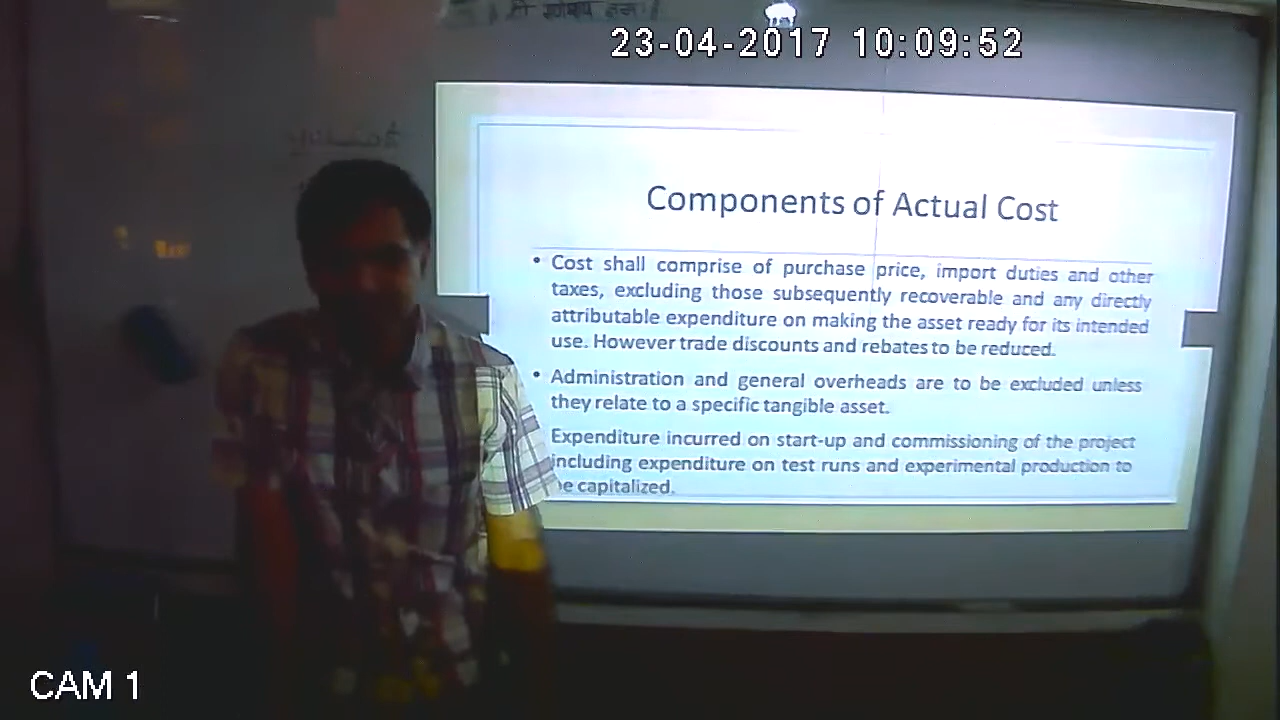 23-04-2017 10:09:52
Components of Actual Cost
• Cost shall comprise of purchase price, import duties and other
taxes, excluding those subsequently recoverable and any directly
attributable expenditure on making the asset ready for its intended
use. However trade discounts and rebates to be reduced.
• Administration and general overheads are to be excluded unless
they relate to a specific tangible asset.
Expenditure incurred on start-up and commissioning of the project
including expenditure on test runs and experimental production to
be capitalized.
CAM 1